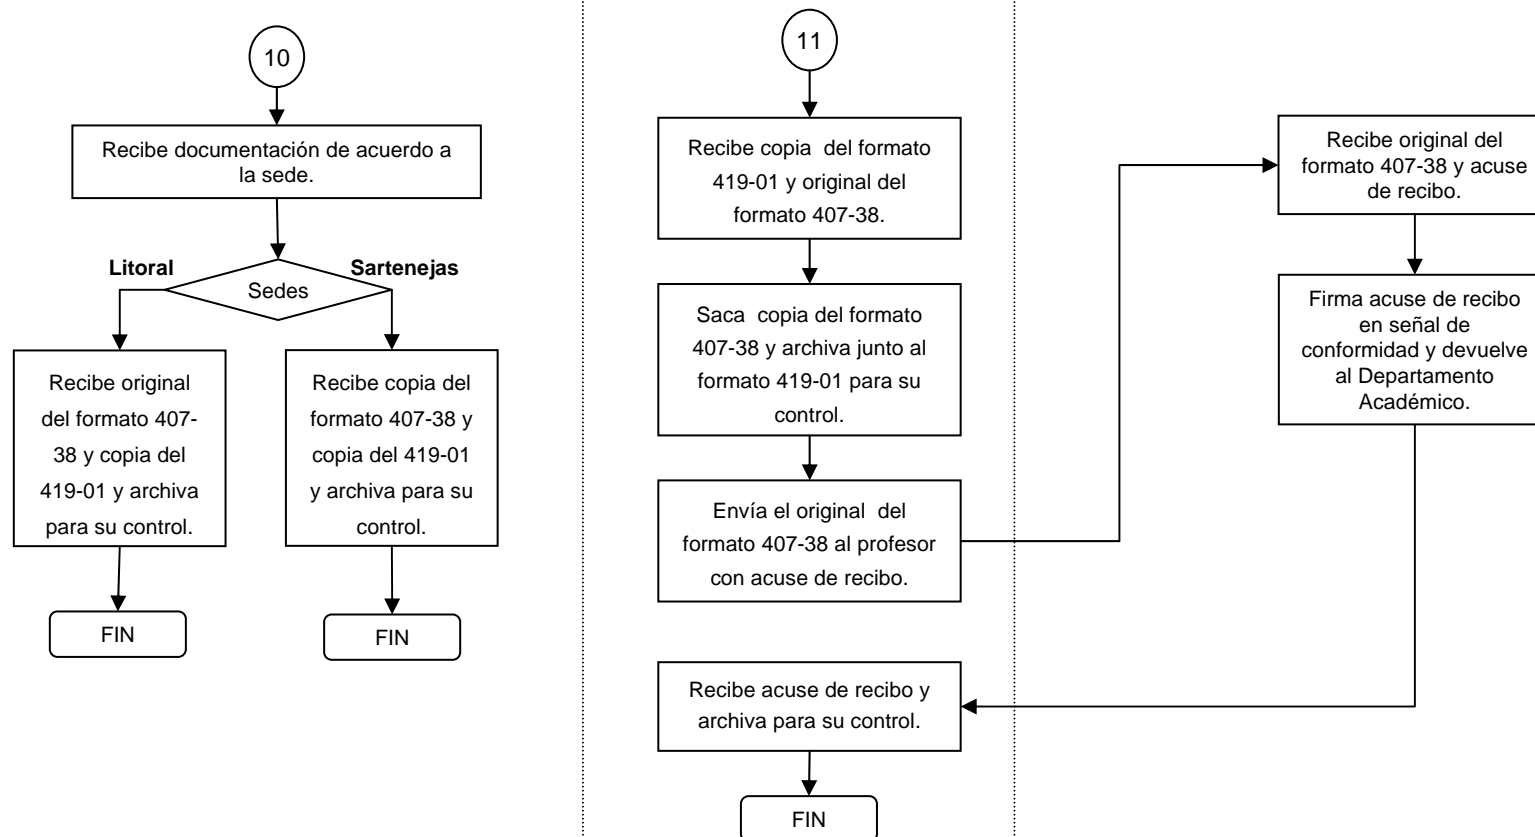 10
Recibe documentación de acuerdo a
la sede.
Litoral
Sartenejas
Sedes
Recibe original
del formato 407-
38 y copia del
419-01 y archiva
para su control.
Recibe copia del
formato 407-38 y
copia del 419-01
y archiva para su
control.
FIN
FIN
11
Recibe copia del formato
419-01 y original del
formato 407-38.
Saca copia del formato
407-38 y archiva junto al
formato 419-01 para su
control.
Envía el original del
formato 407-38 al profesor
con acuse de recibo.
Recibe acuse de recibo y
archiva para su control.
FIN
Recibe original del
formato 407-38 y acuse
de recibo.
Firma acuse de recibo
en señal de
conformidad y devuelve
al Departamento
Académico.